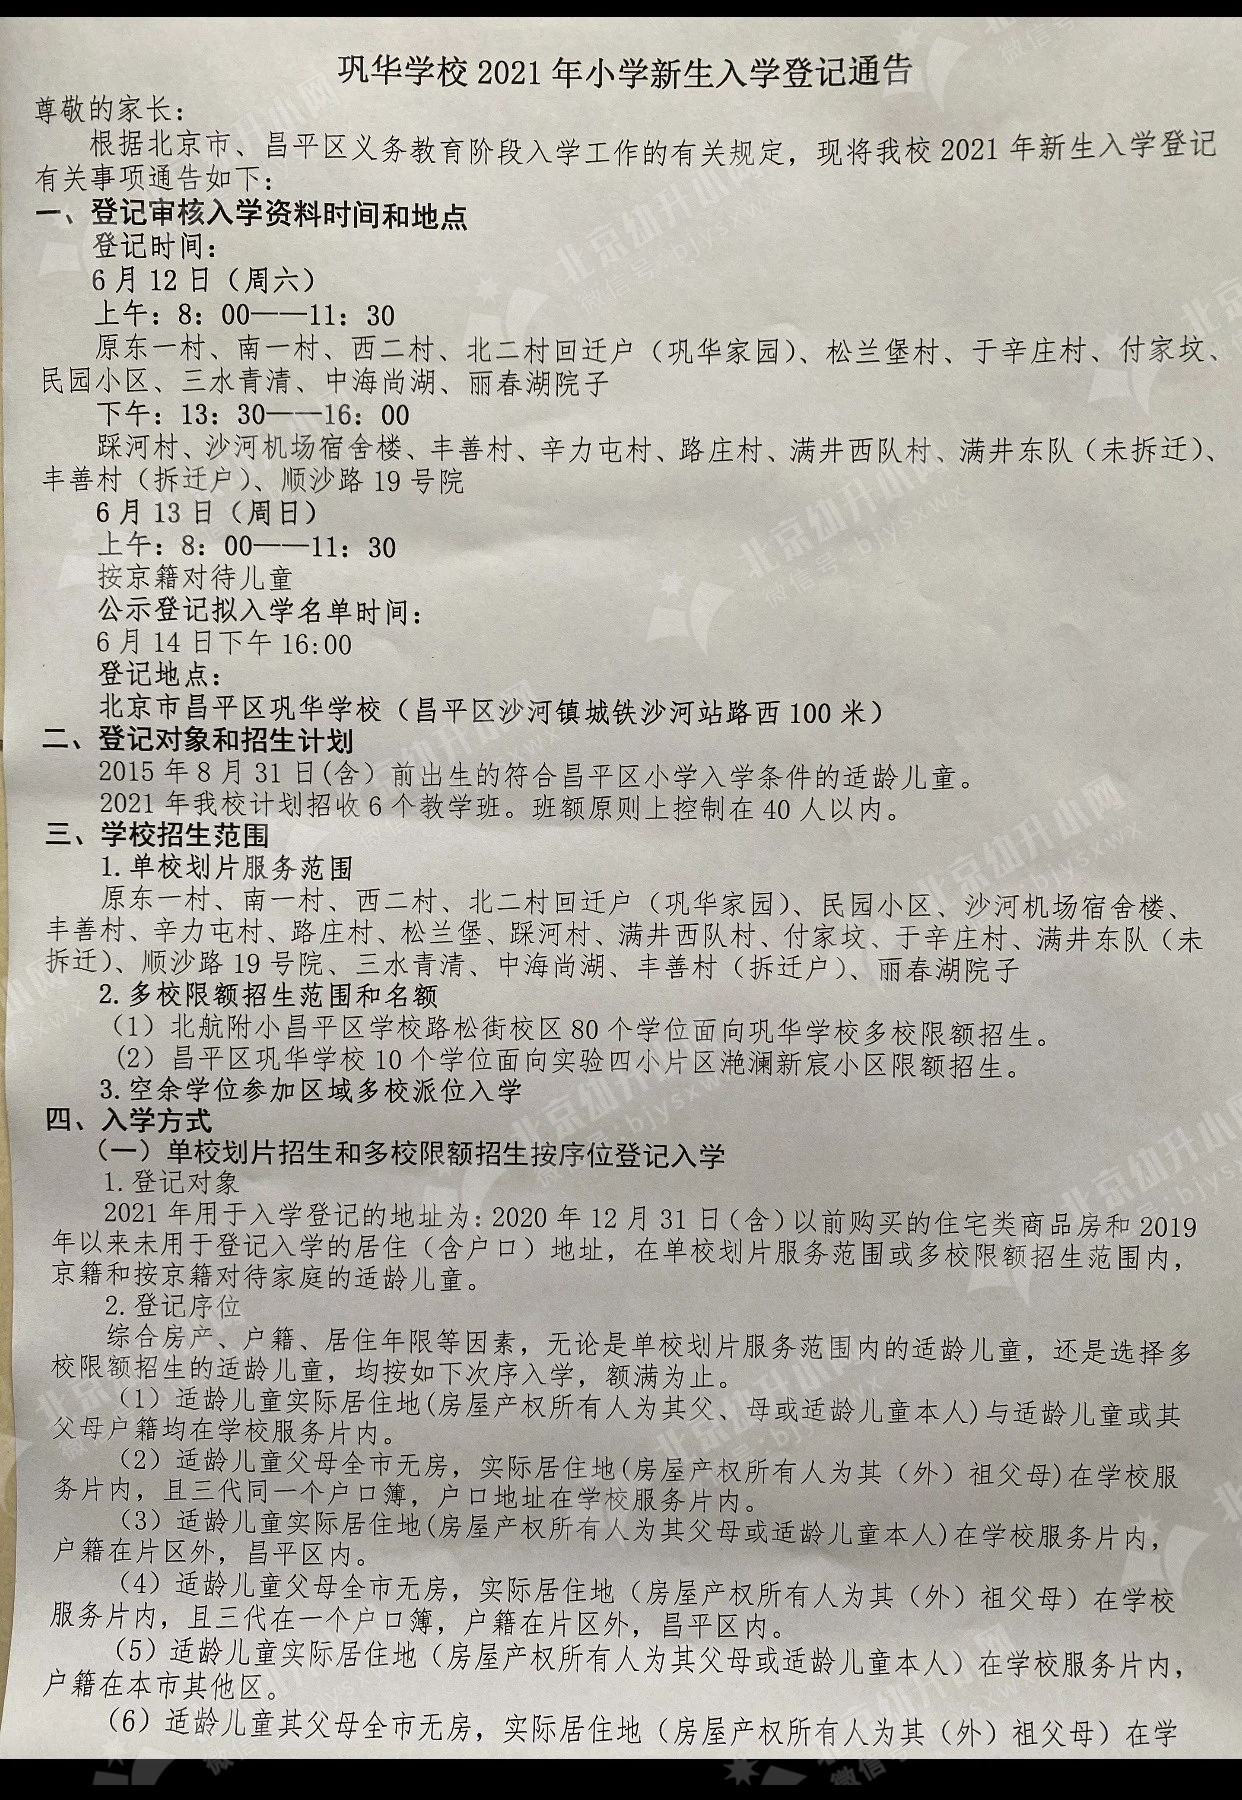 巩华学校2021年小学新生入学登记通告
尊敬的家长：
根据北京市、昌平区义务教育阶段入学工作的有关规定，现将我校2021年新生入学登记
有关事项通告如下：
一、登记审核入学资料时间和地点
登记时间：
6月12日（周六）
上午：8：00——11：30
原东一村、南一村、西二村、北二村回迁户（巩华家园）、松兰堡村、于辛庄村、付家坟、
民园小区、三水青清、中海尚湖、丽春湖院子
下午：13：30——16：00
踩河村、沙河机场宿舍楼、丰善村、辛力屯村、路庄村、满井西队村、满井东队（未拆迁）、
丰善村（拆迁户）、顺沙路19号院
6月13日（周日）
上午：8：00——11：30
按京籍对待儿童
公示登记拟入学名单时间：
6月14日下午16:00
登记地点：
北京市昌平区巩华学校（昌平区沙河镇城铁沙河站路西100米）
二、登记对象和招生计划
2015年8月31日(含）前出生的符合昌平区小学入学条件的适龄儿童。
2021年我校计划招收6个教学班。班额原则上控制在40人以内。
三、学校招生范围
1.单校划片服务范围
原东一村、南一村、西二村、北二村回迁户（巩华家园）、民园小区、沙河机场宿舍楼、
丰善村、辛力屯村、路庄村、松兰堡、踩河村、满井西队村、付家坟、于辛庄村、满井东队（未
拆迁）、顺沙路19号院、三水青清、中海尚湖、丰善村（拆迁户）、丽春湖院子
2.多校限额招生范围和名额
（1）北航附小昌平区学校路松街校区80个学位面向巩华学校多校限额招生。
（2）昌平区巩华学校10个学位面向实验四小片区滟澜新宸小区限额招生。
3.空余学位参加区域多校派位入学
四、入学方式
（一）单校划片招生和多校限额招生按序位登记入学
1.登记对象
2021年用于入学登记的地址为：2020年12月31日（含）以前购买的住宅类商品房和2019
年以来未用于登记入学的居住（含户口）地址，在单校划片服务范围或多校限额招生范围内，
京籍和按京籍对待家庭的适龄儿童。
2.登记序位
综合房产、户籍、居住年限等因素，无论是单校划片服务范围内的适龄儿童，还是选择多
校限额招生的适龄儿童，均按如下次序入学，额满为止。
（1）适龄儿童实际居住地(房屋产权所有人为其父、母或适龄儿童本人)与适龄儿童或其
父母户籍均在学校服务片内。
（2）适龄儿童父母全市无房，实际居住地(房屋产权所有人为其（外）祖父母)在学校服
务片内，且三代同一个户口簿，户口地址在学校服务片内。
（3）适龄儿童实际居住地(房屋产权所有人为其父母或适龄儿童本人)在学校服务片内，
户籍在片区外，昌平区内。
（4）适龄儿童父母全市无房，实际居住地（房屋产权所有人为其（外）祖父母）在学校
服务片内，且三代在一个户口簿，户籍在片区外，昌平区内。
（5）适龄儿童实际居住地（房屋产权所有人为其父母或适龄儿童本人）在学校服务片内，
户籍在本市其他区。
（6）适龄儿童其父母全市无房，实际居住地（房屋产权所有人为其（外）祖父母）在学
北京幼升小网
微信号：bjysxwx